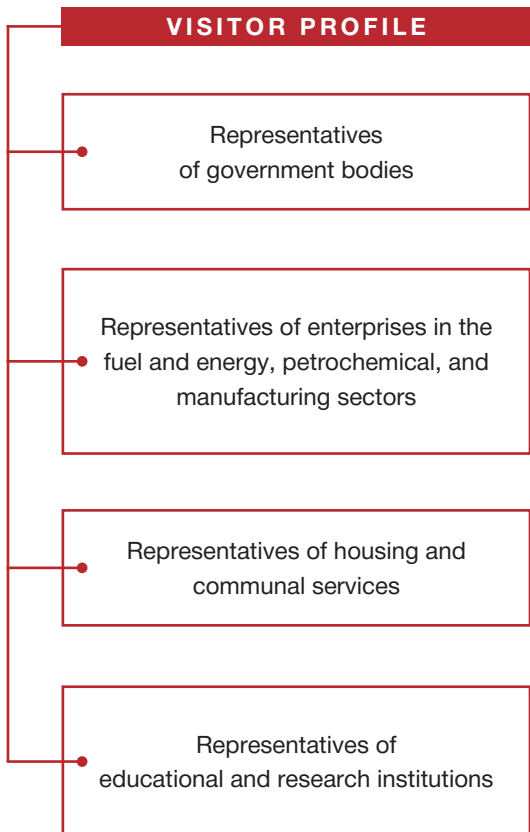 VISITOR PROFILE
Representatives
of government bodies
Representatives of enterprises in the
fuel and energy, petrochemical, and
manufacturing sectors
Representatives of housing and
communal services
Representatives of
educational and research institutions